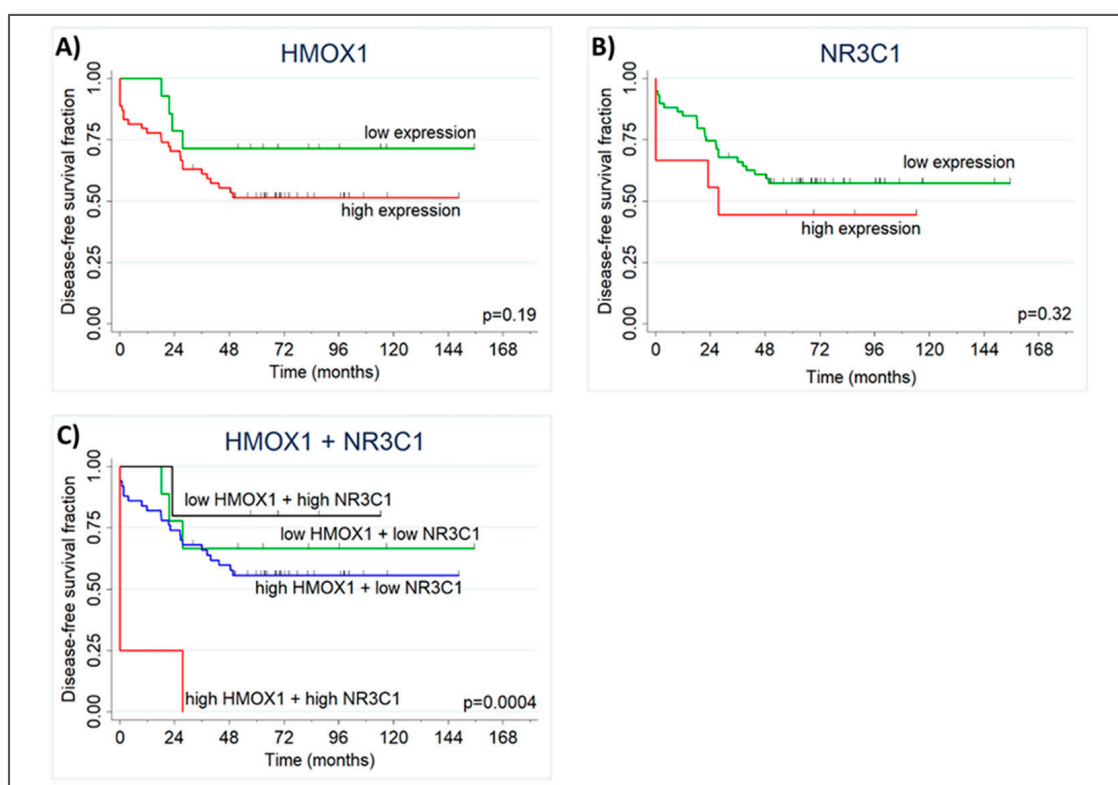 A)
HMOX1
Disease-free survival fraction
1.00
0.75
0.50
0.25
0.00
low expression
high expression
p=0.19
0 24 48 72 96 120 144 168
Time (months)
B)
NR3C1
Disease-free survival fraction
1.00
0.75
0.50
0.25
0.00
low expression
high expression
p=0.32
0 24 48 72 96 120 144 168
Time (months)
C)
HMOX1 + NR3C1
Disease-free survival fraction
1.00
0.75
0.50
0.25
0.00
low HMOX1 + high NR3C1
low HMOX1 + low NR3C1
high HMOX1 + low NR3C1
high HMOX1 + high NR3C1
p=0.0004
0 24 48 72 96 120 144 168
Time (months)